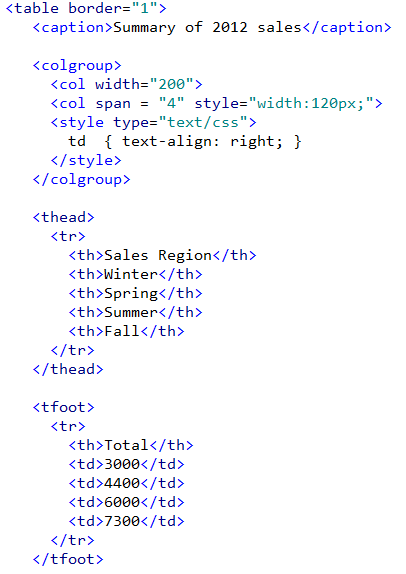 <table border="1">
<caption>Summary of 2012 sales</caption>
<colgroup>
<col width="200">
<col span = "4" style="width:120px;">
<style type="text/css">
td { text-align: right; }
</style>
</colgroup>
<thead>
<tr>
<th>Sales Region</th>
<th>Winter</th>
<th>Spring</th>
<th>Summer</th>
<th>Fall</th>
</tr>
</thead>
<tfoot>
<tr>
<th>Total</th>
<td>3000</td>
<td>4400</td>
<td>6000</td>
<td>7300</td>
</tr>
</tfoot>